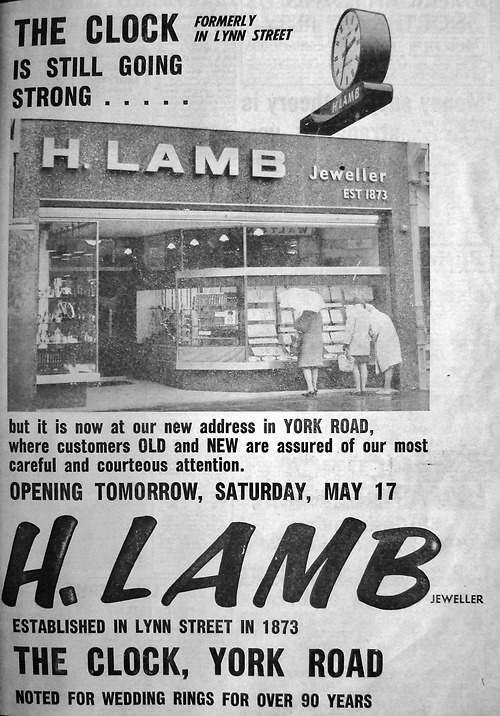 THE CLOCK FORMERLY
IN LYNN STREET
IS STILL GOING
STRONG . . . . .
H. LAMB
H. LAMB
Jeweller
EST 1873
but it is now at our new address in YORK ROAD,
where customers OLD and NEW are assured of our most
careful and courteous attention.
OPENING TOMORROW, SATURDAY, MAY 17
H. LAMB
JEWELLER
ESTABLISHED IN LYNN STREET IN 1873
THE CLOCK, YORK ROAD
NOTED FOR WEDDING RINGS FOR OVER 90 YEARS